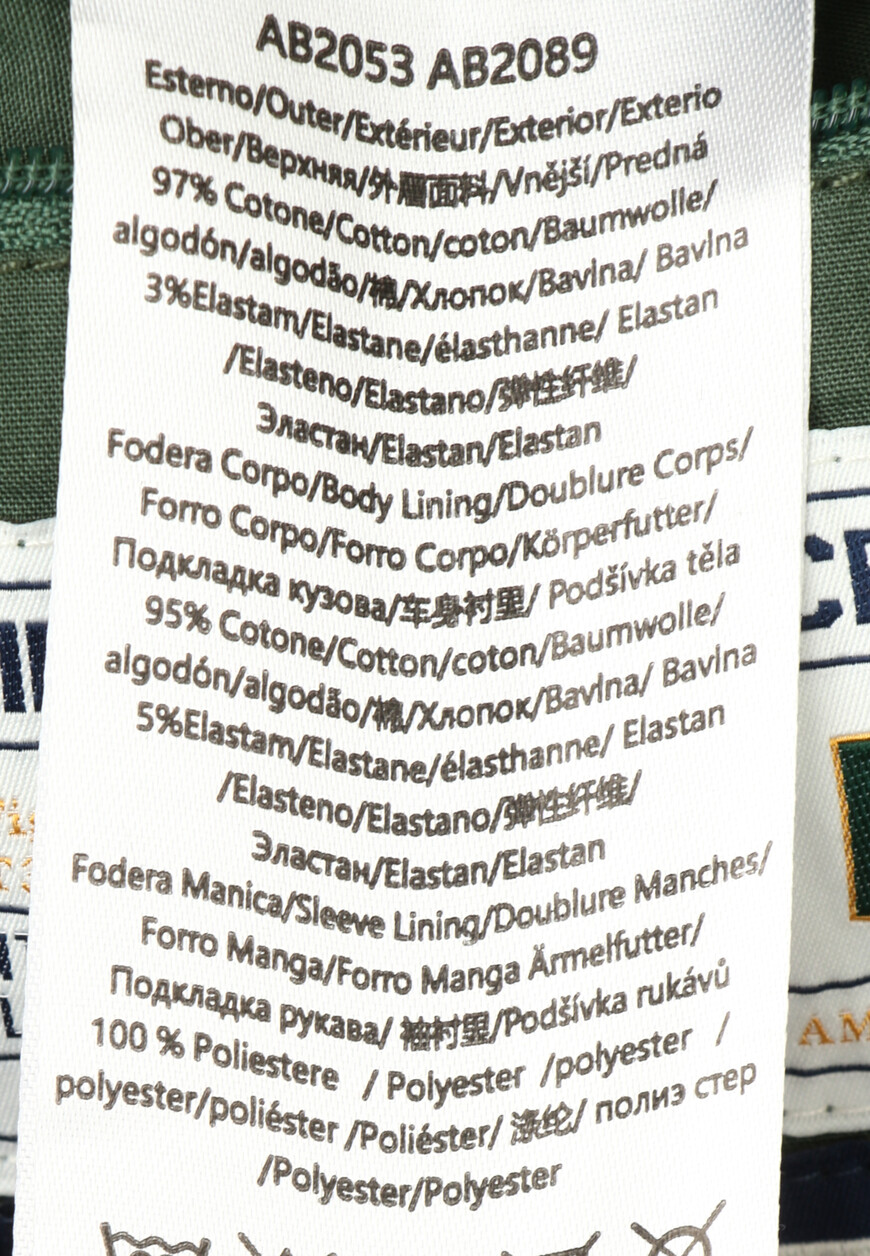 AB2053 AB2089
Esterno/Outer/Extérieur/Exterior/Exterio
Ober/Верхняя/外層面料/Vnější/Predná
97% Cotone/Cotton/coton/Baumwolle/
algodón/algodão/棉/Хлопок/Bavlna/ Bavlna
3%Elastam/Elastane/élasthanne/ Elastan
/Elasteno/Elastano/弹性纤维/
Эластан/Elastan/Elastan
Fodera Corpo/Body Lining/Doublure Corps/
Forro Corpo/Forro Corpo/Körperfutter/
Подкладка кузова/车身衬里/ Podšívka těla
95% Cotone/Cotton/coton/Baumwolle/
algodón/algodão/棉/Хлопок/Bavlna/ Bavlna
5%Elastam/Elastane/élasthanne/ Elastan
/Elasteno/Elastano/弹性纤维/
Эластан/Elastan/Elastan
Fodera Manica/Sleeve Lining/Doublure Manches/
Forro Manga/Forro Manga Ärmelfutter/
Подкладка рукава/ 袖衬里/Podšívka rukávů
100 % Poliestere / Polyester /polyester /
polyester/poliéster /Poliéster/ 涤纶/ полиэ стер
/Polyester/Polyester